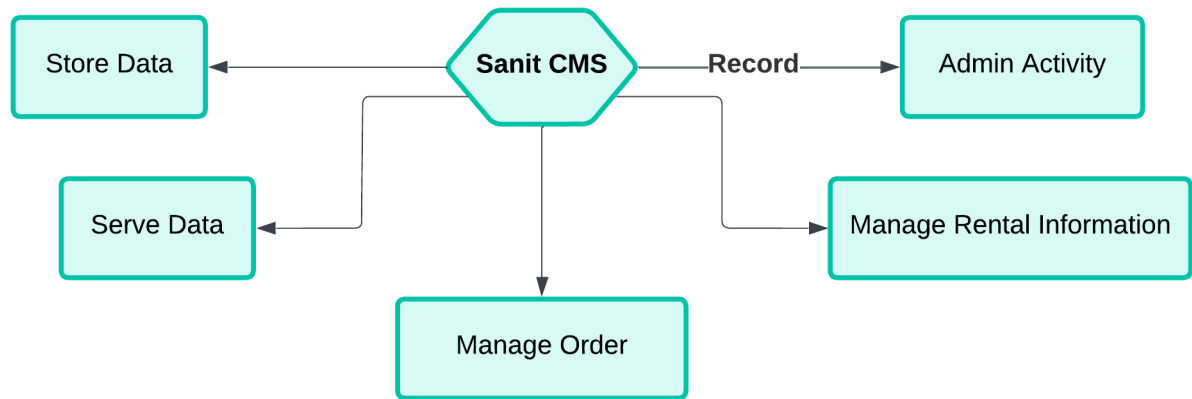 Store Data
Sanit CMS
Record
Admin Activity
Serve Data
Manage Rental Information
Manage Order